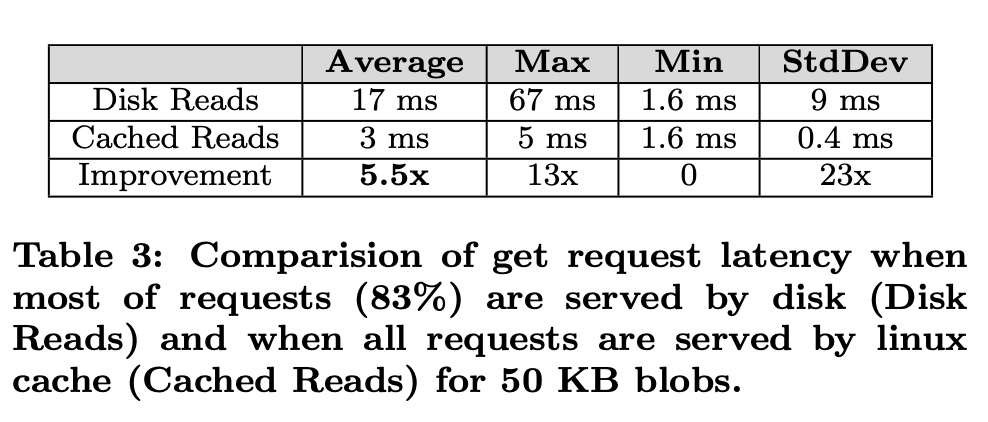 Average Max Min StdDev
Disk Reads 17 ms 67 ms 1.6 ms 9 ms
Cached Reads 3 ms 5 ms 1.6 ms 0.4 ms
Improvement 5.5x 13x 0 23x
Table 3: Comparision of get request latency when
most of requests (83%) are served by disk (Disk
Reads) and when all requests are served by linux
cache (Cached Reads) for 50 KB blobs.